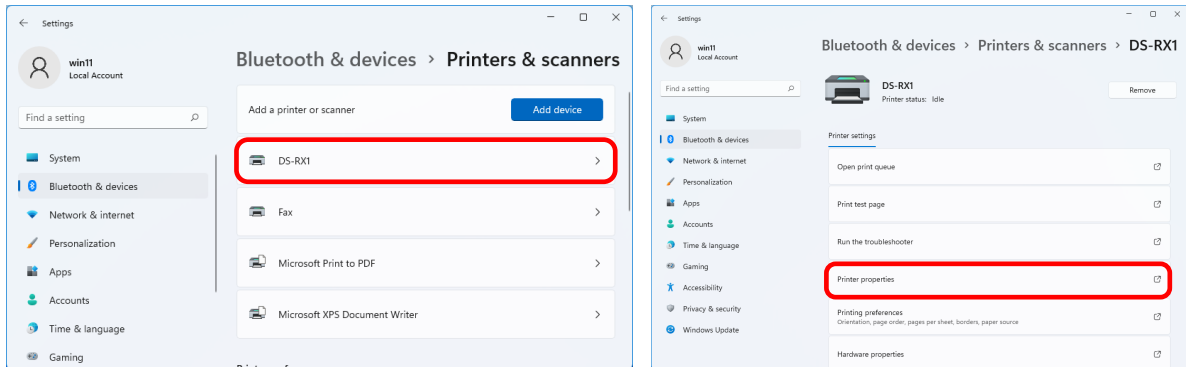 Settings
win11
Local Account
Find a setting
System
Bluetooth & devices
Network & internet
Personalization
Apps
Accounts
Time & language
Gaming
Bluetooth & devices > Printers & scanners
Add a printer or scanner
Add device
DS-RX1
Fax
Microsoft Print to PDF
Microsoft XPS Document Writer
Settings
win11
Local Account
Find a setting
System
Bluetooth & devices
Network & internet
Personalization
Apps
Accounts
Time & language
Gaming
Accessibility
Privacy & security
Windows Update
Bluetooth & devices > Printers & scanners > DS-RX1
DS-RX1
Printer status: Idle
Remove
Printer settings
Open print queue
Print test page
Run the troubleshooter
Printer properties
Printing preferences
Orientation, page order, pages per sheet, borders, paper source
Hardware properties